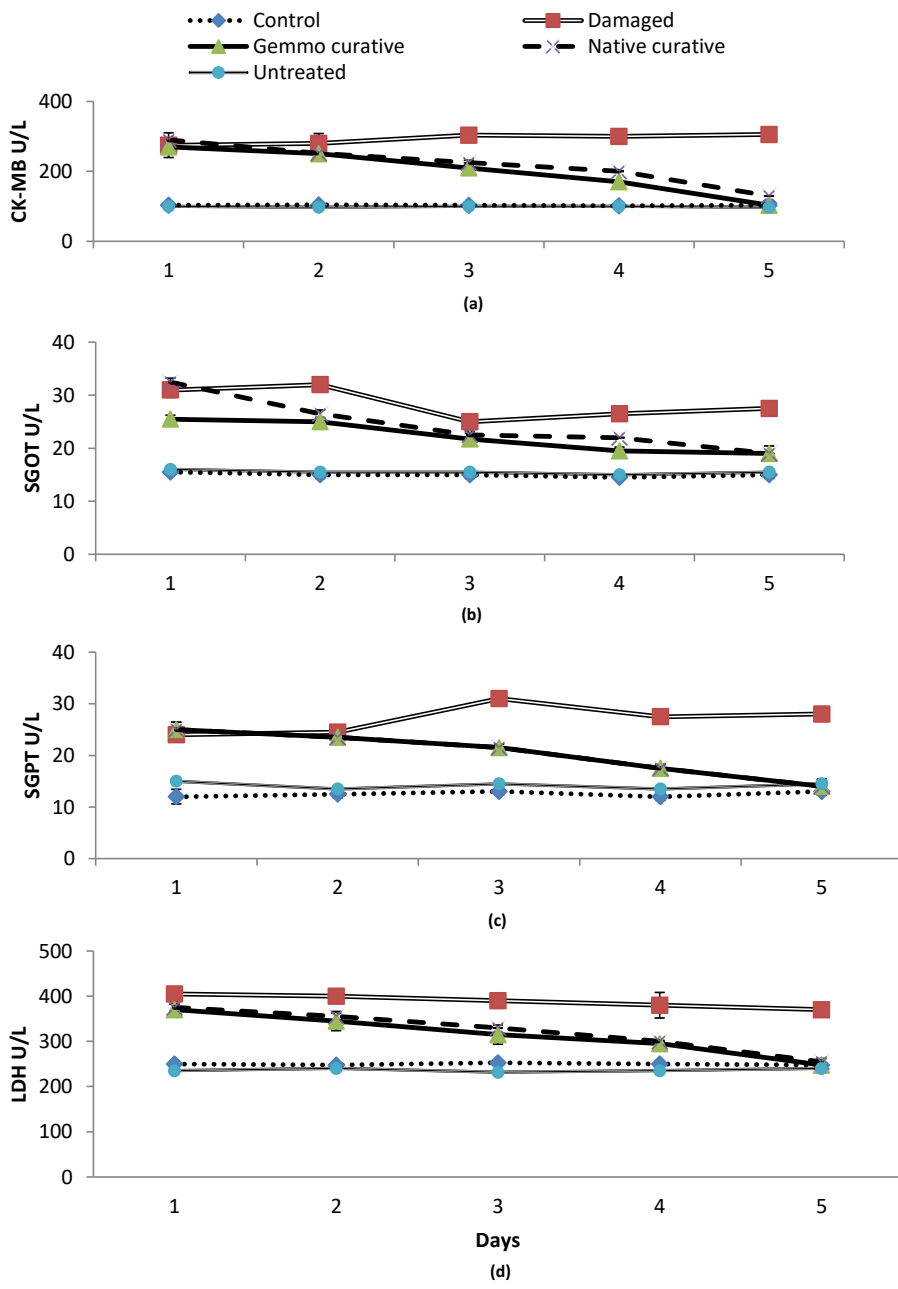 Control Damaged
Gemmo curative Native curative
Untreated
400
200
0
CK-MB U/L
1 2 3 4 5
(a)
40
30
20
10
0
SGOT U/L
1 2 3 4 5
(b)
40
30
20
10
0
SGPT U/L
1 2 3 4 5
(c)
500
400
300
200
100
0
LDH U/L
1 2 3 4 5
Days
(d)